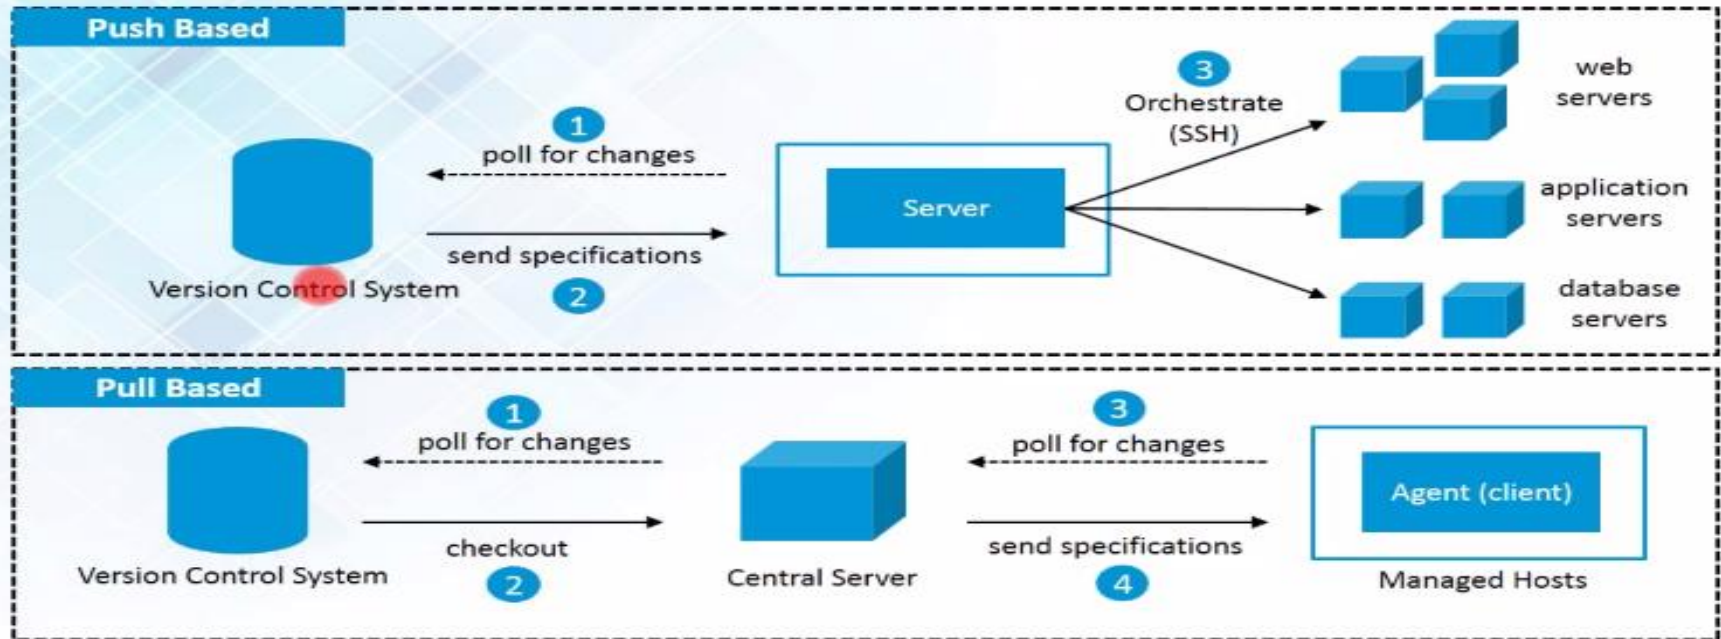 Push Based
1
poll for changes
send specifications
2
Version Control System
Server
3
Orchestrate
(SSH)
web
servers
application
servers
database
servers
Pull Based
1
poll for changes
checkout
2
Version Control System
Central Server
3
poll for changes
send specifications
4
Agent (client)
Managed Hosts